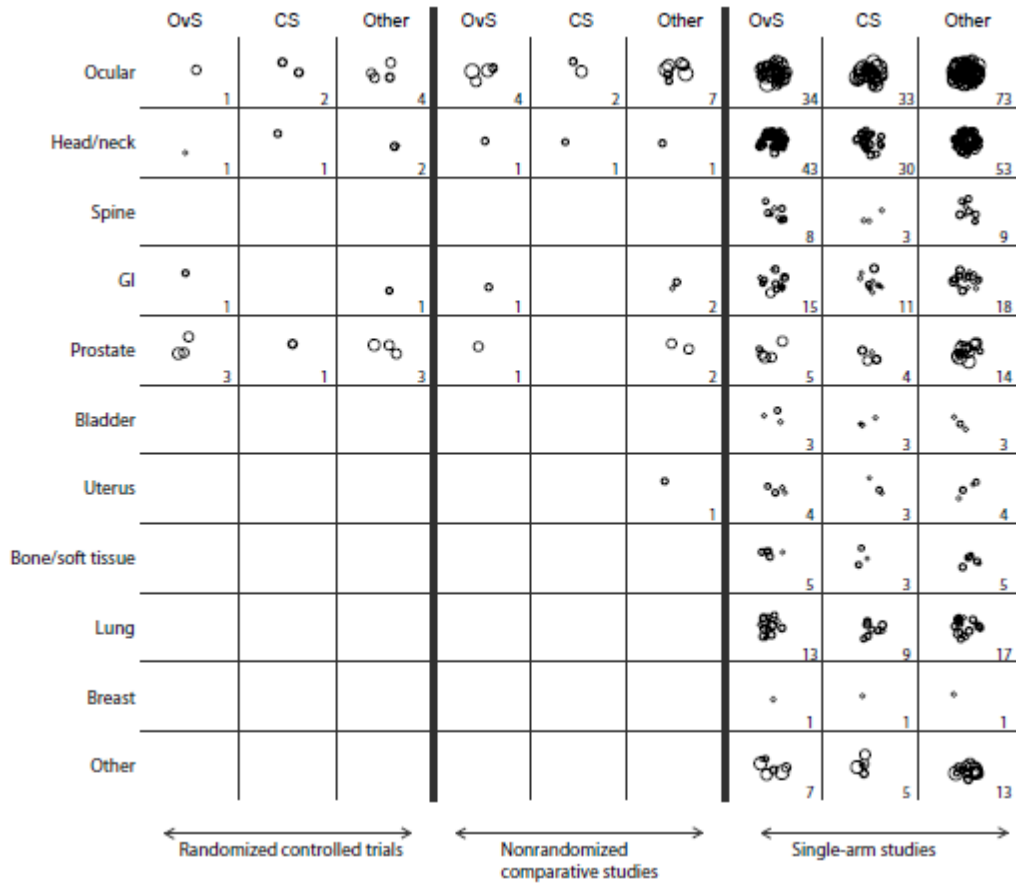 OvS CS Other OvS CS Other OvS CS Other
Ocular 1 2 4 4 2 7 34 33 73
Head/neck 1 1 2 1 1 1 43 30 53
Spine 8 3 9
GI 1 1 1 2 15 11 18
Prostate 3 1 3 1 2 5 4 14
Bladder 3 3 3
Uterus 1 4 3 4
Bone/soft tissue 5 3 5
Lung 13 9 17
Breast 1 1 1
Other 7 5 13
Randomized controlled trials
Nonrandomized
comparative studies
Single-arm studies